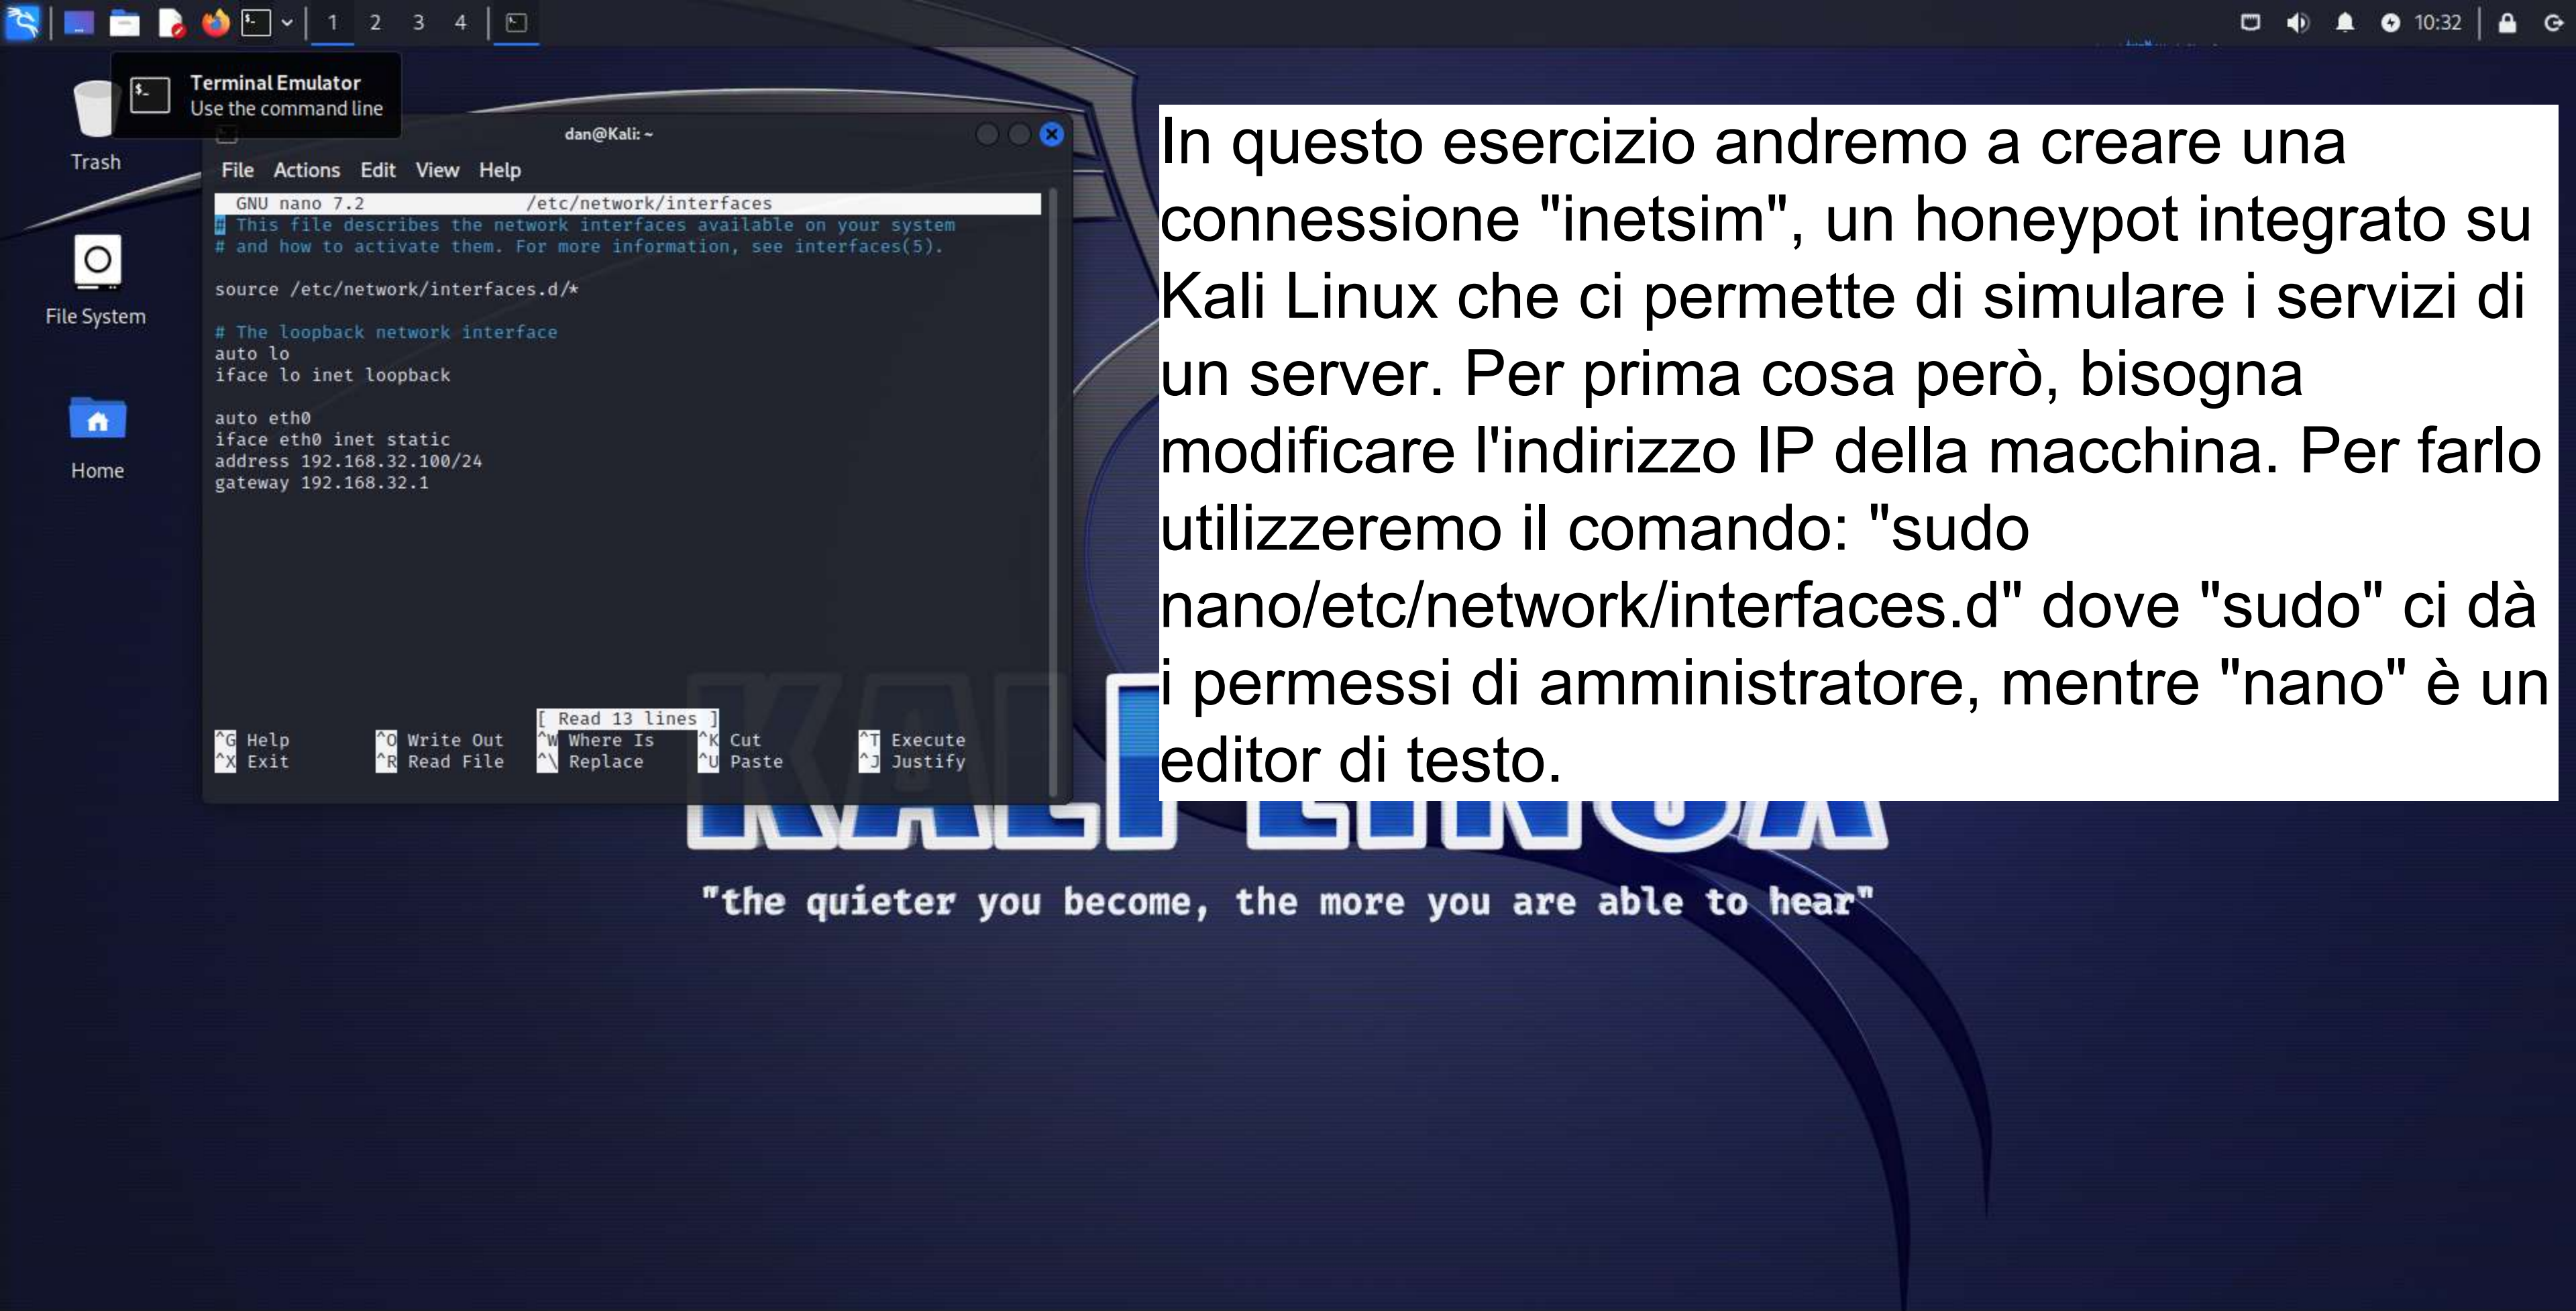 1 2 3 4
10:32
Terminal Emulator
Use the command line
Trash
File System
Home
dan@Kali: ~
File Actions Edit View Help
GNU nano 7.2 /etc/network/interfaces
# This file describes the network interfaces available on your system
# and how to activate them. For more information, see interfaces(5).
source /etc/network/interfaces.d/*
# The loopback network interface
auto lo
iface lo inet loopback
auto eth0
iface eth0 inet static
address 192.168.32.100/24
gateway 192.168.32.1
[ Read 13 lines ]
^G Help ^O Write Out ^W Where Is ^K Cut ^T Execute
^X Exit ^R Read File ^\ Replace ^U Paste ^J Justify
In questo esercizio andremo a creare una
connessione "inetsim", un honeypot integrato su
Kali Linux che ci permette di simulare i servizi di
un server. Per prima cosa però, bisogna
modificare l'indirizzo IP della macchina. Per farlo
utilizzeremo il comando: "sudo
nano/etc/network/interfaces.d" dove "sudo" ci dà
i permessi di amministratore, mentre "nano" è un
editor di testo.
KALI LINUX
"the quieter you become, the more you are able to hear"